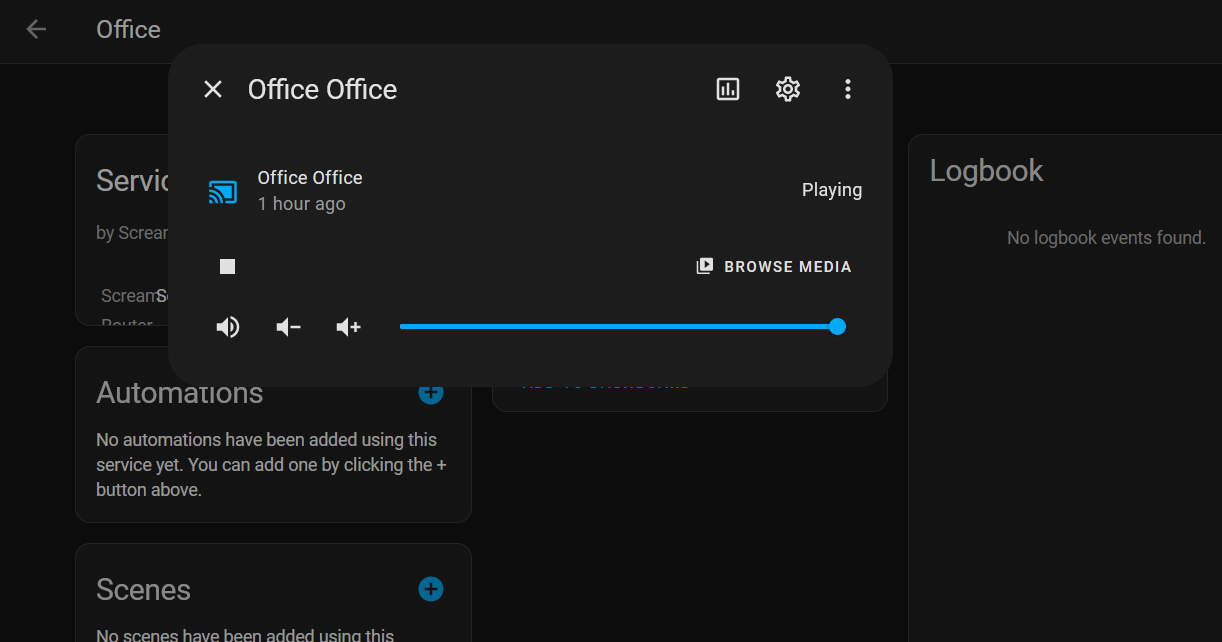 Office
Office Office
Office Office
1 hour ago
Playing
BROWSE MEDIA
Servic
by Scream
Scream
Router
Logbook
No logbook events found.
Automations
No automations have been added using this
service yet. You can add one by clicking the +
button above.
Scenes
No scenes have been added using this